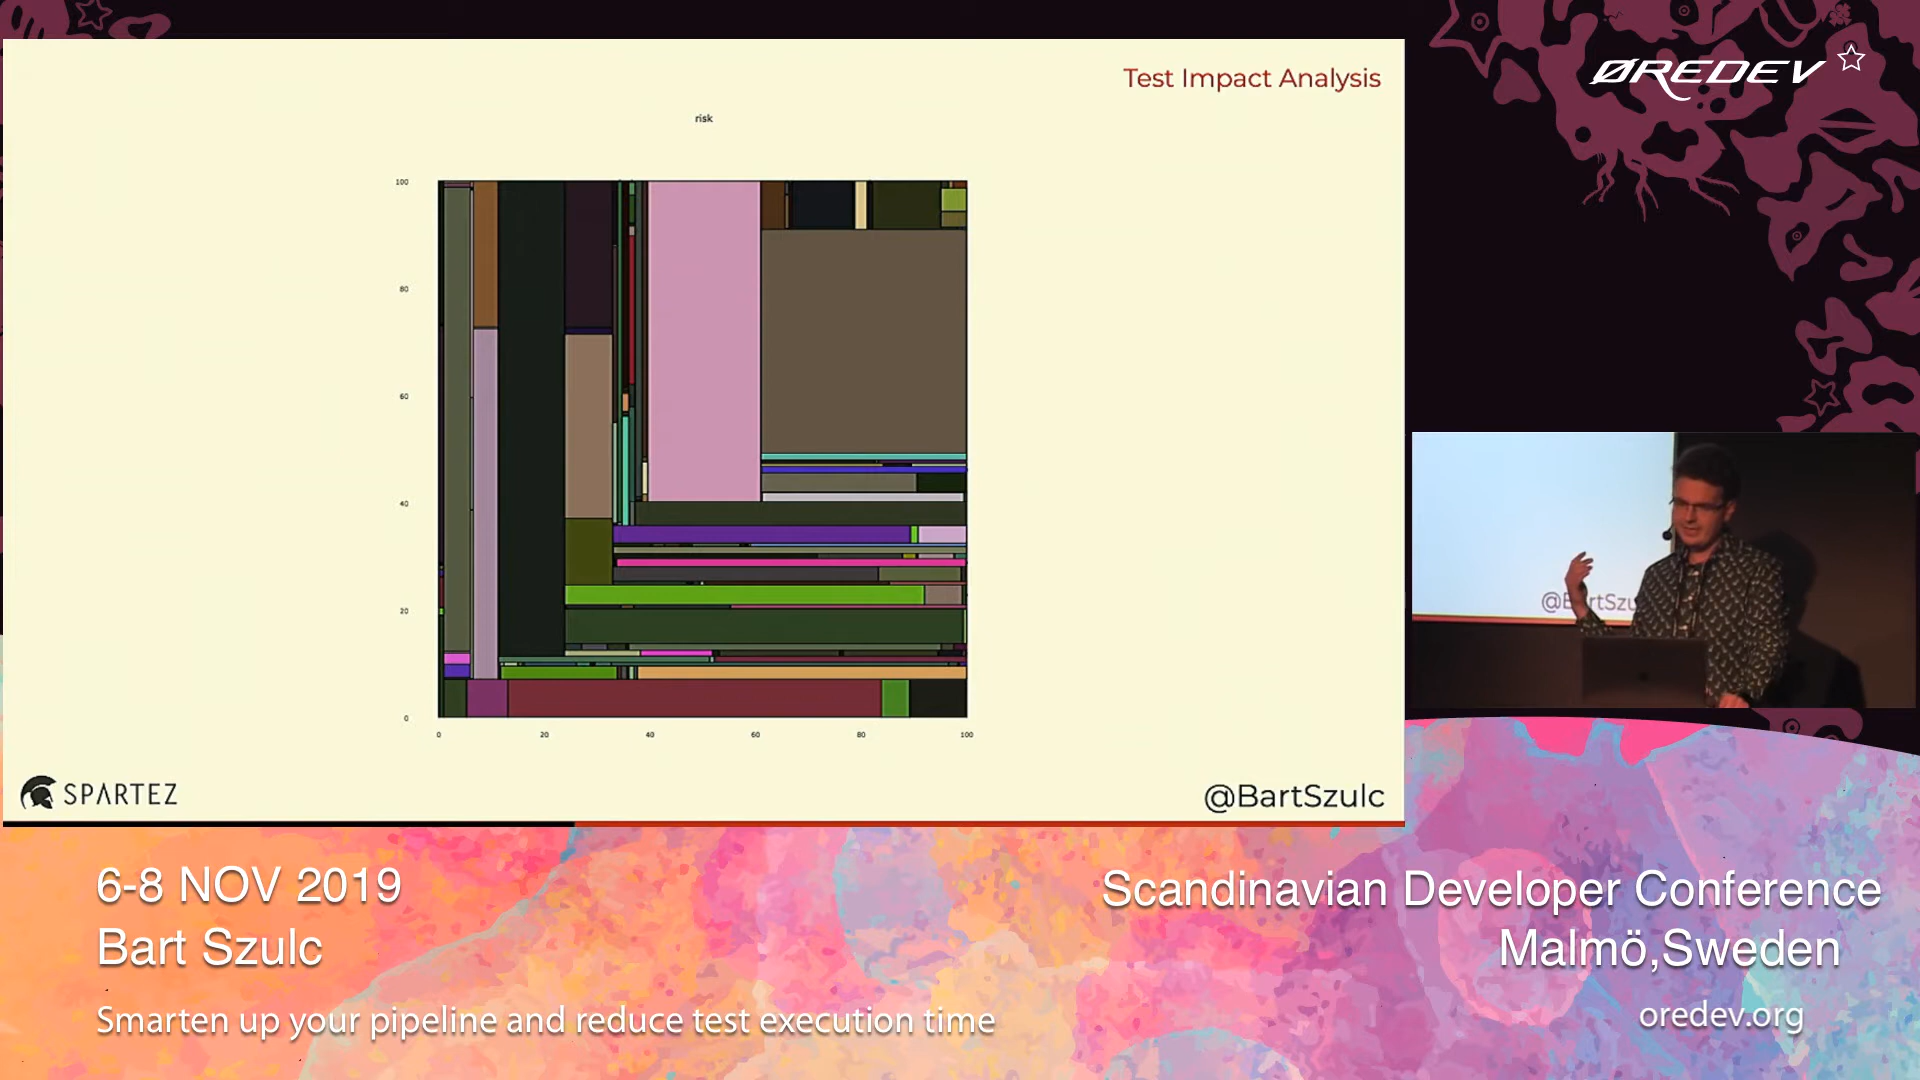 Test Impact Analysis
ØREDEV
risk
100
80
60
40
20
0
0 20 40 60 80 100
@BartSzu
SPARTEZ
@BartSzulc
6-8 NOV 2019
Bart Szulc
Smarten up your pipeline and reduce test execution time
Scandinavian Developer Conference
Malmö,Sweden
oredev.org